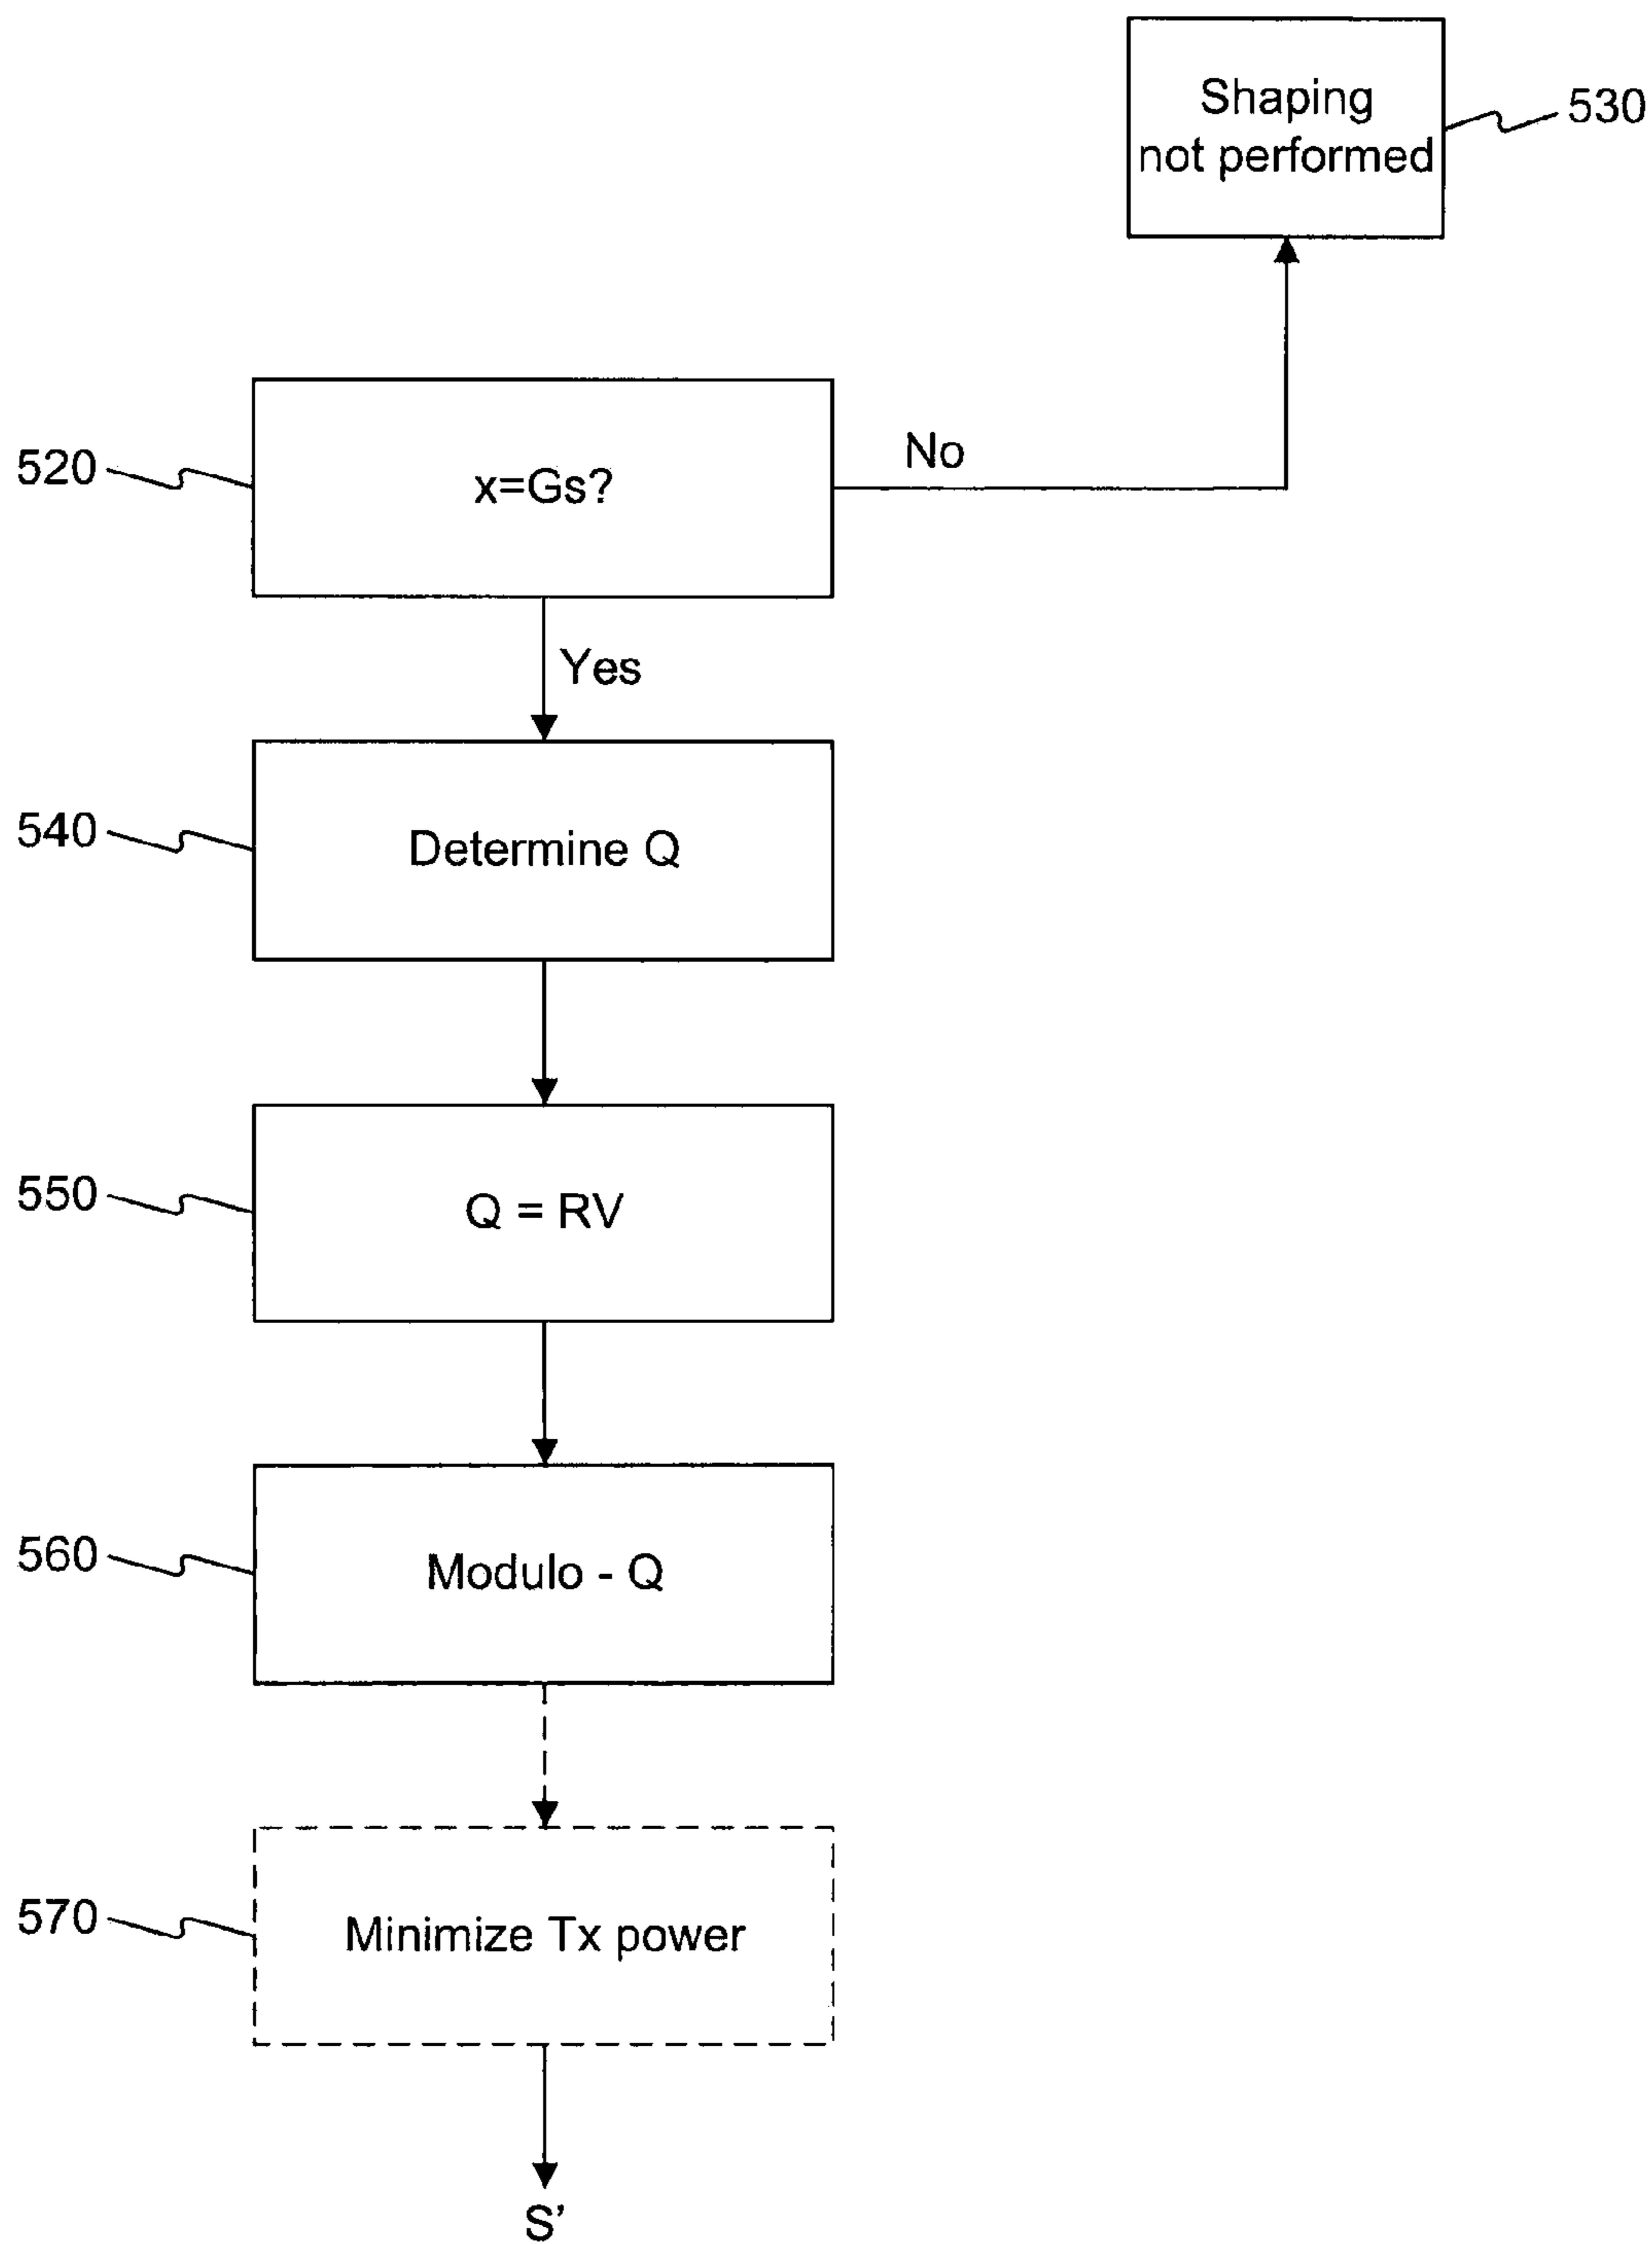 Shaping
not performed
530
No
520
x=Gs?
Yes
540
Determine Q
550
Q = RV
560
Modulo - Q
570
Minimize Tx power
S'